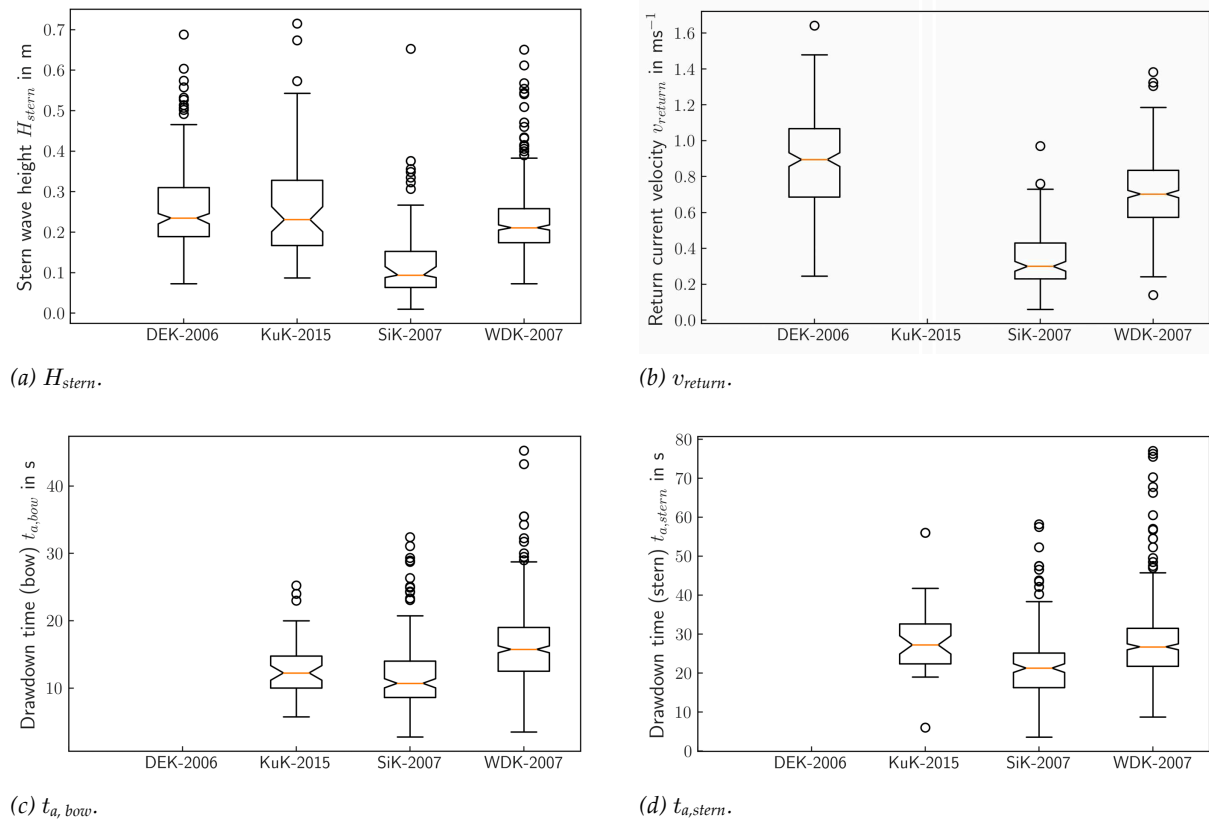 Stern wave height H_stern in m
0.7
0.6
0.5
0.4
0.3
0.2
0.1
0.0
DEK-2006 KuK-2015 SiK-2007 WDK-2007
(a) H_stern.
Return current velocity v_return in ms⁻¹
1.6
1.4
1.2
1.0
0.8
0.6
0.4
0.2
0.0
DEK-2006 KuK-2015 SiK-2007 WDK-2007
(b) v_return.
Drawdown time (bow) t_a,bow in s
40
30
20
10
DEK-2006 KuK-2015 SiK-2007 WDK-2007
(c) t_a, bow.
Drawdown time (stern) t_a,stern in s
80
70
60
50
40
30
20
10
0
DEK-2006 KuK-2015 SiK-2007 WDK-2007
(d) t_a,stern.